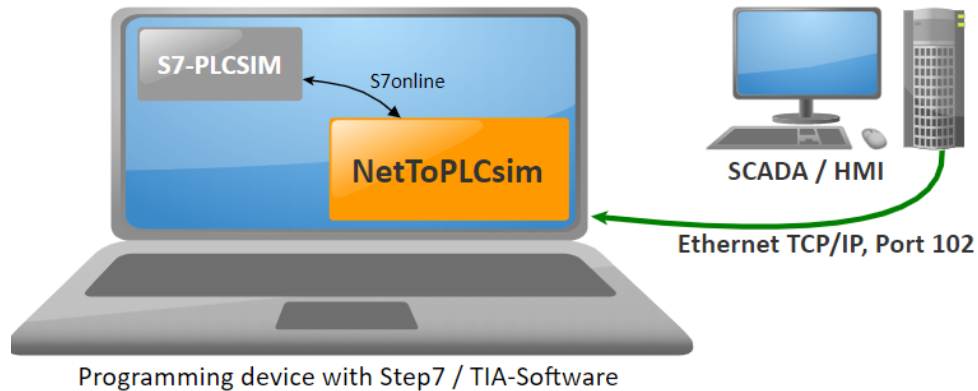 S7-PLCSIM
S7online
NetToPLCsim
SCADA / HMI
Ethernet TCP/IP, Port 102
Programming device with Step7 / TIA-Software